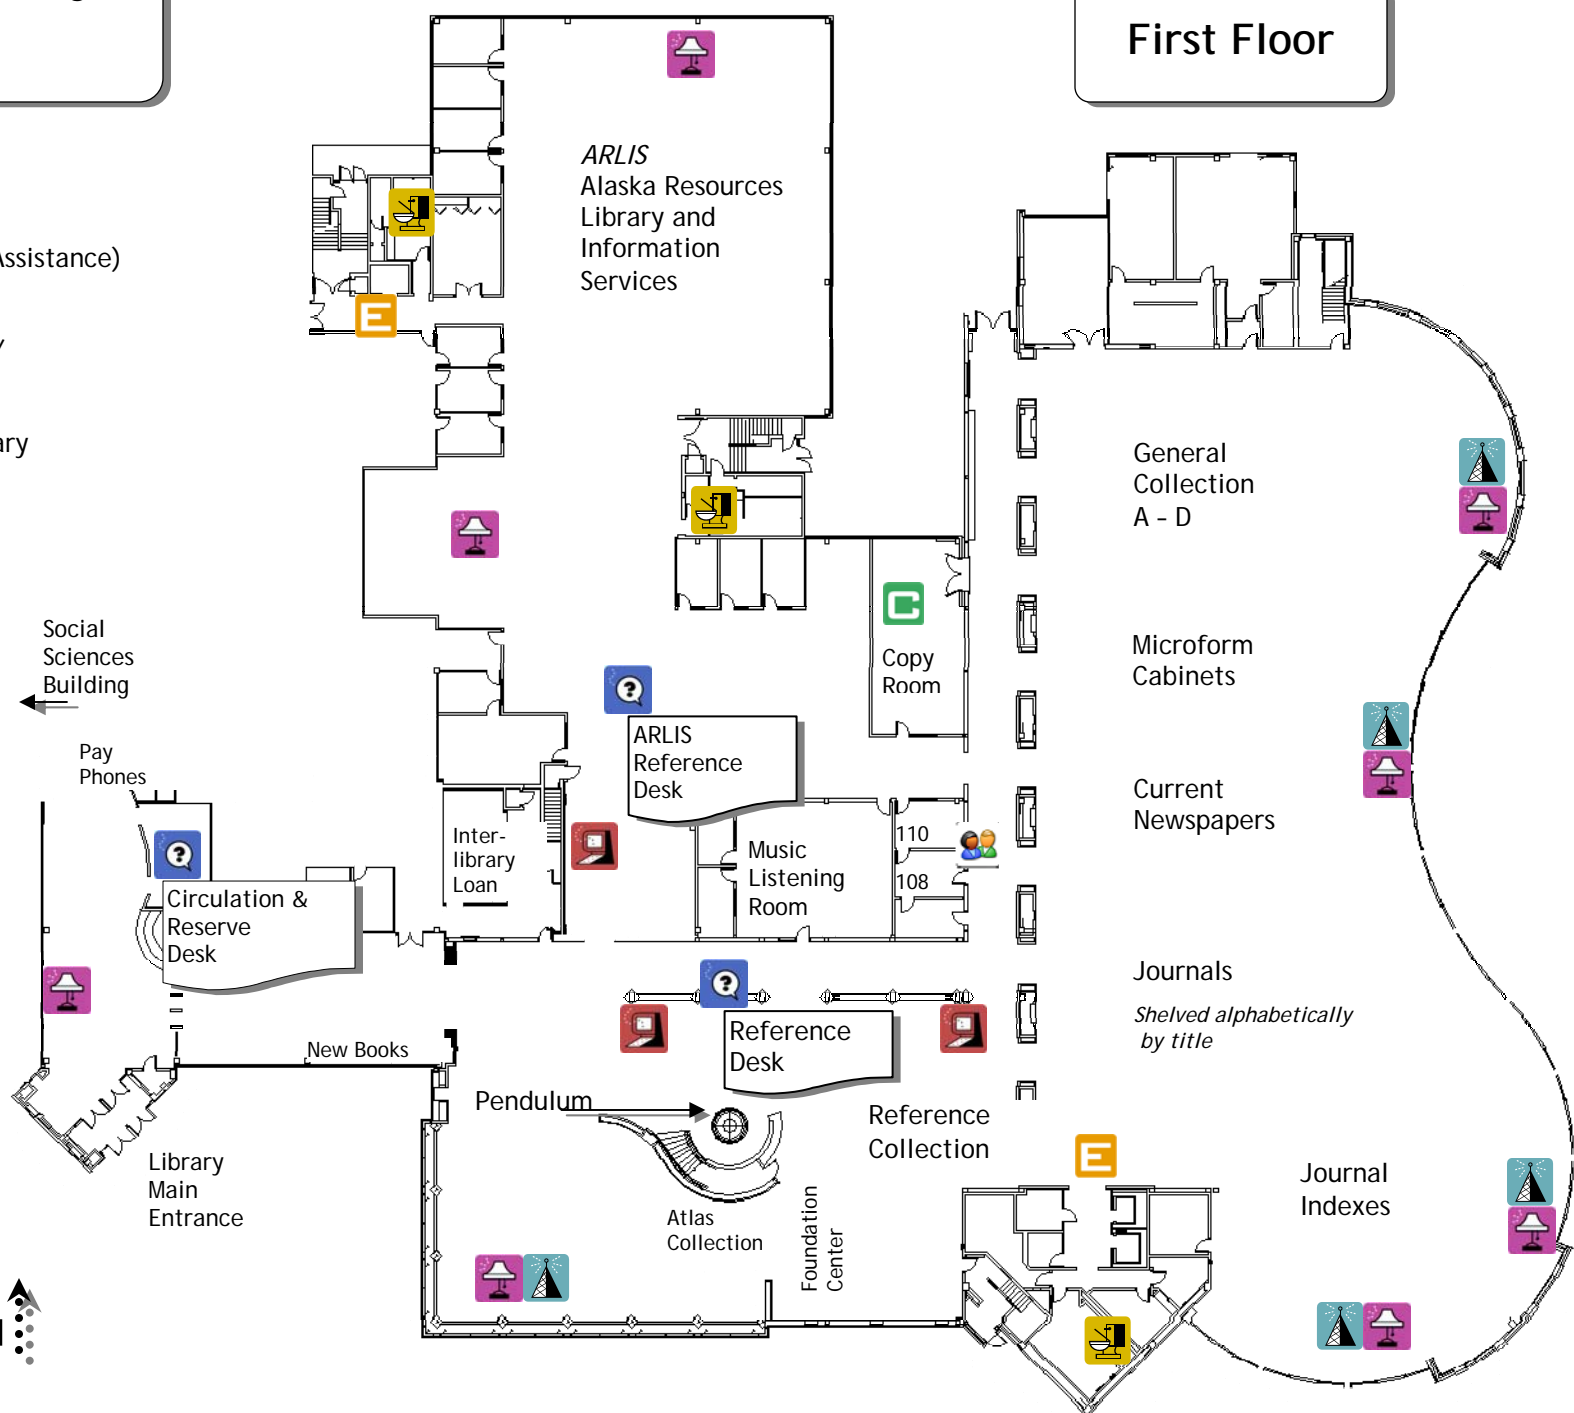 First Floor
ARLIS
Alaska Resources
Library and
Information
Services
Assistance)
ary
General
Collection
A - D
Social
Sciences
Building
Copy
Room
Microform
Cabinets
ARLIS
Reference
Desk
Pay
Phones
Current
Newspapers
Inter-
library
Loan
Music
Listening
Room
110
108
Circulation &
Reserve
Desk
Journals
Shelved alphabetically
by title
Reference
Desk
New Books
Pendulum
Reference
Collection
Library
Main
Entrance
Atlas
Collection
Foundation
Center
Journal
Indexes
E
C
E
?
?
?